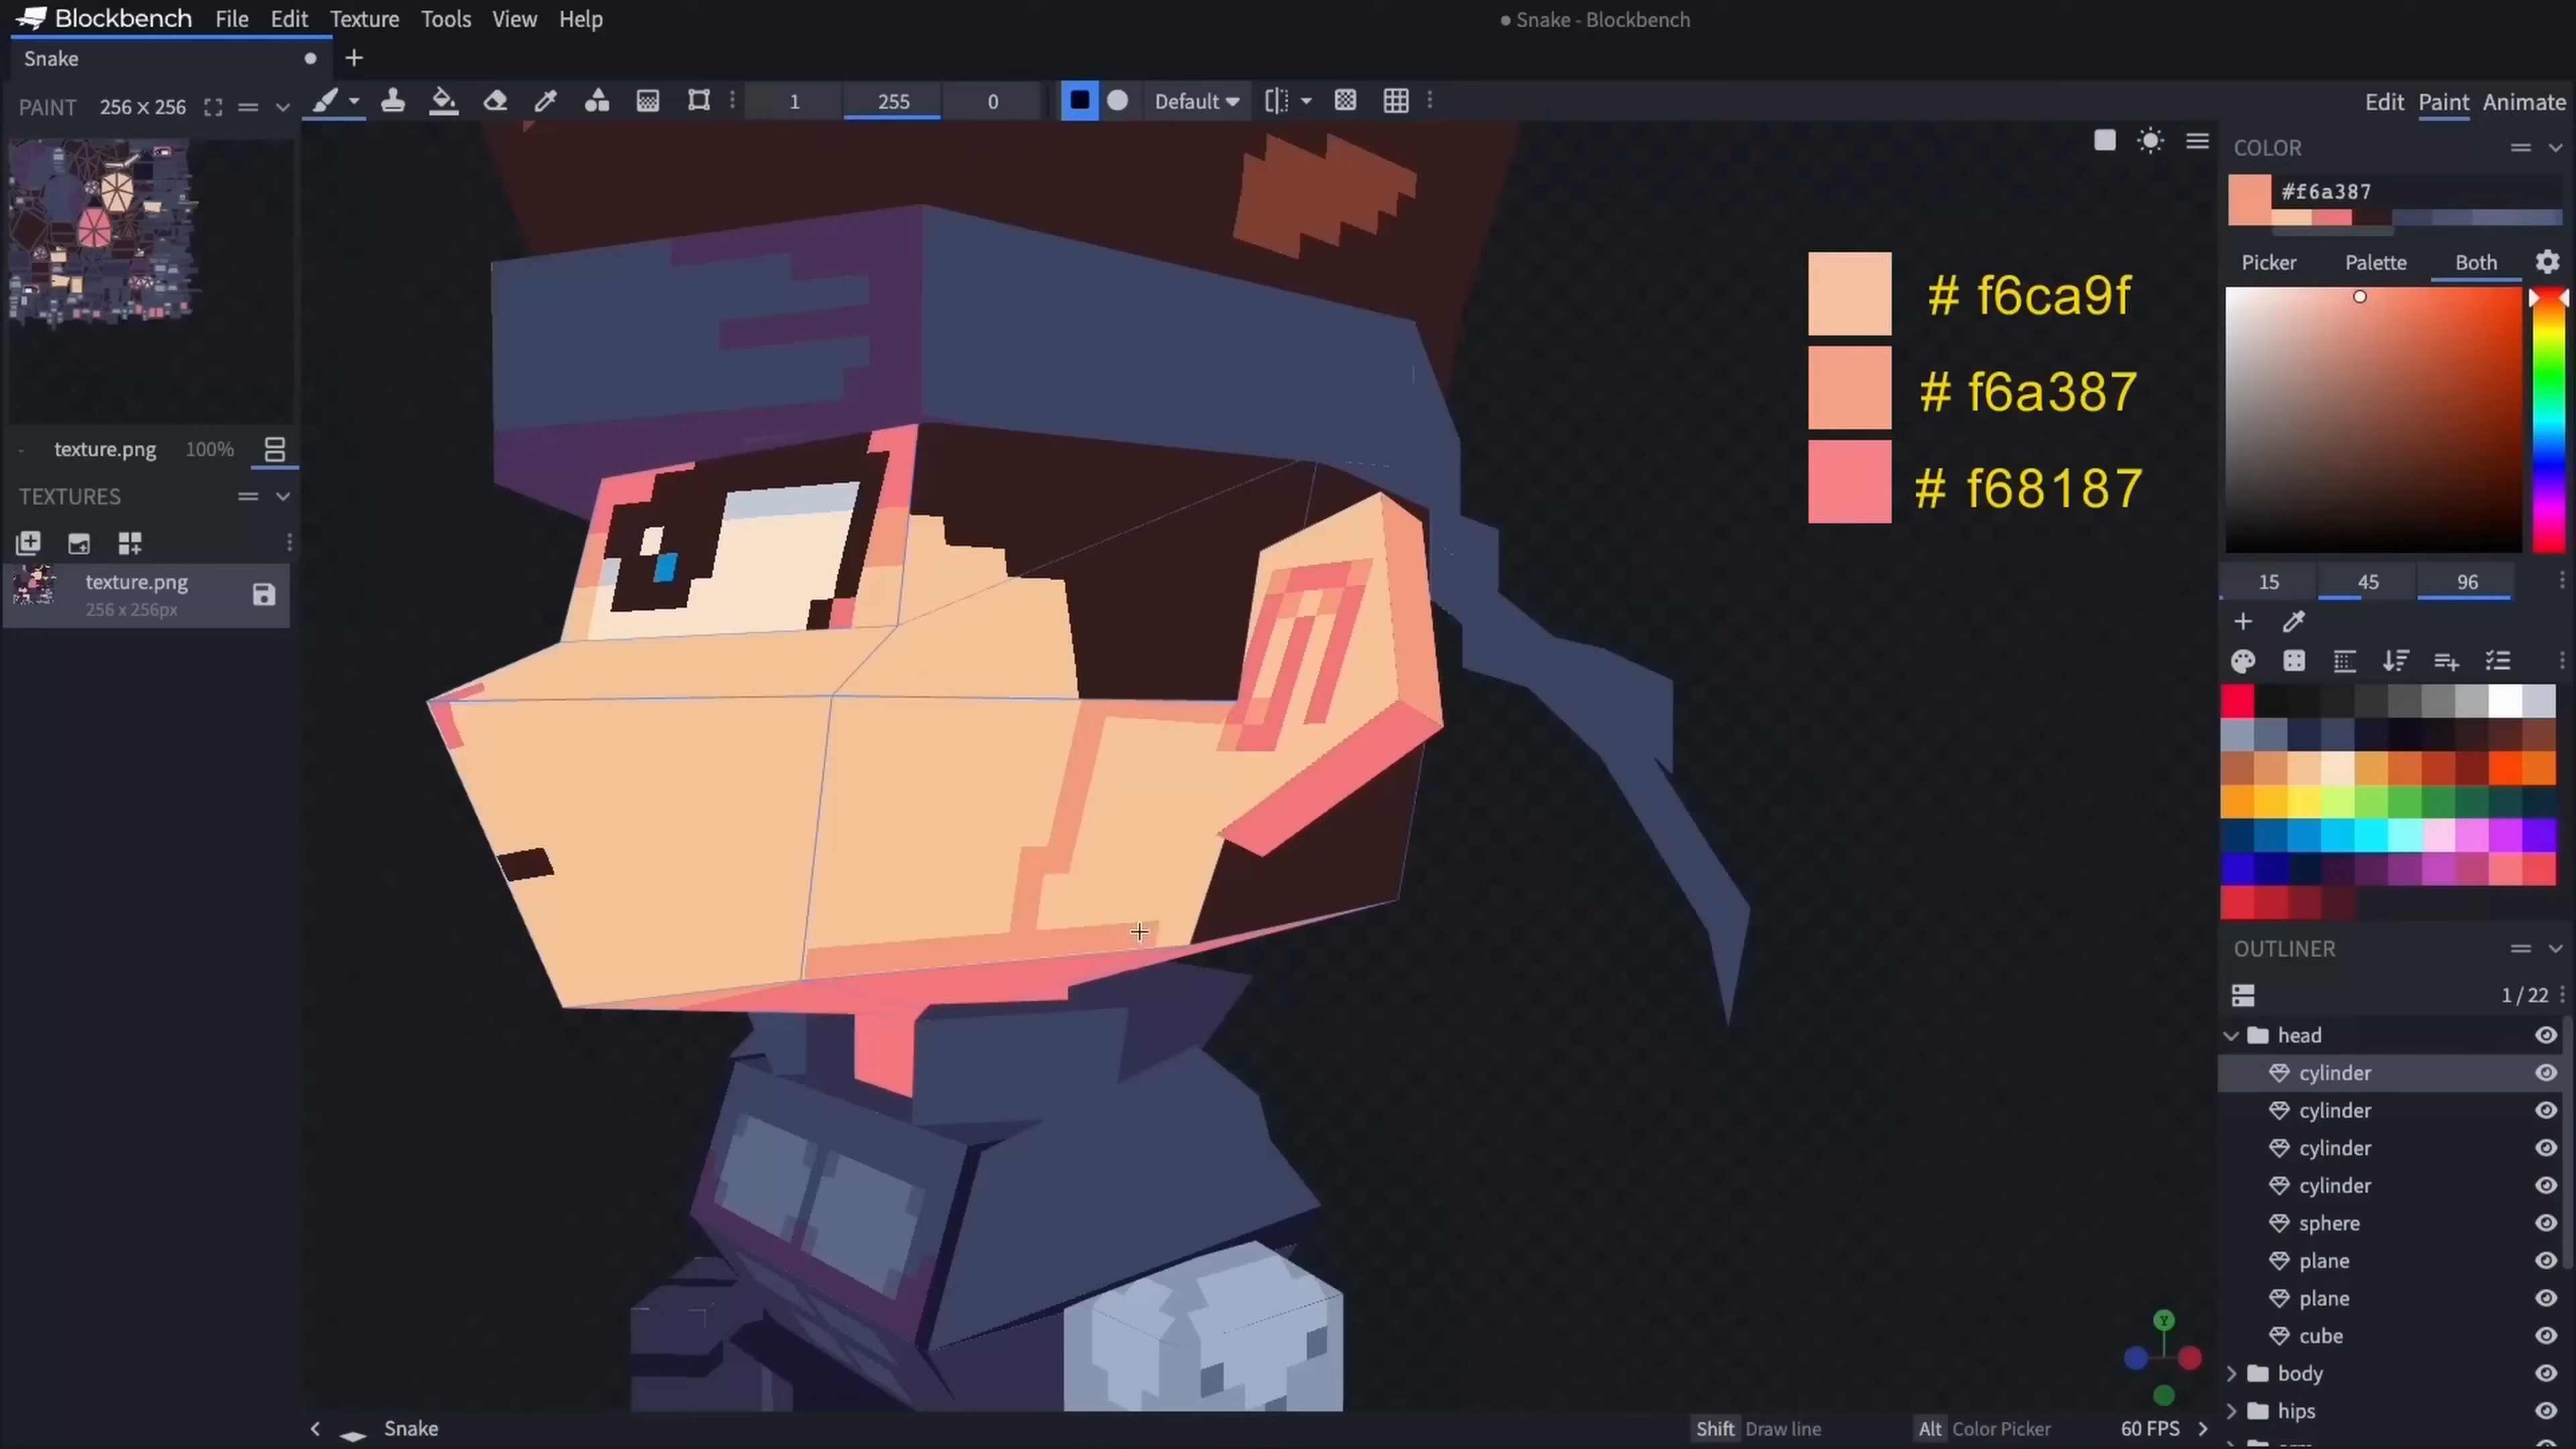 Blockbench File Edit Texture Tools View Help
Snake - Blockbench
Snake
PAINT 256 x 256
1 255 0
Default
Edit Paint Animate
COLOR
#f6a387
# f6ca9f
# f6a387
# f68187
Picker Palette Both
texture.png 100%
TEXTURES
texture.png
256 x 256px
15 45 96
OUTLINER
1 / 22
head
cylinder
cylinder
cylinder
cylinder
sphere
plane
plane
cube
body
hips
Y
Snake
Shift Draw line
Alt Color Picker
60 FPS